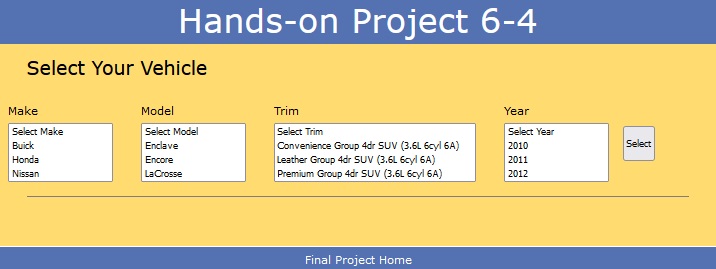 Hands-on Project 6-4
Select Your Vehicle
Make
Select Make
Buick
Honda
Nissan
Model
Select Model
Enclave
Encore
LaCrosse
Trim
Select Trim
Convenience Group 4dr SUV (3.6L 6cyl 6A)
Leather Group 4dr SUV (3.6L 6cyl 6A)
Premium Group 4dr SUV (3.6L 6cyl 6A)
Year
Select Year
2010
2011
2012
Select
Final Project Home